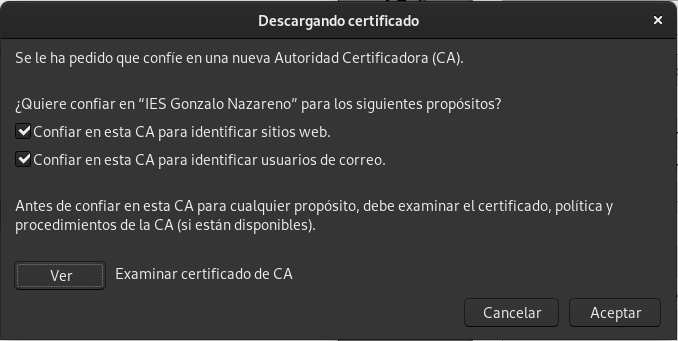 Descargando certificado
Se le ha pedido que confíe en una nueva Autoridad Certificadora (CA).
¿Quiere confiar en “IES Gonzalo Nazareno” para los siguientes propósitos?
Confiar en esta CA para identificar sitios web.
Confiar en esta CA para identificar usuarios de correo.
Antes de confiar en esta CA para cualquier propósito, debe examinar el certificado, política y
procedimientos de la CA (si están disponibles).
Ver Examinar certificado de CA
Cancelar Aceptar